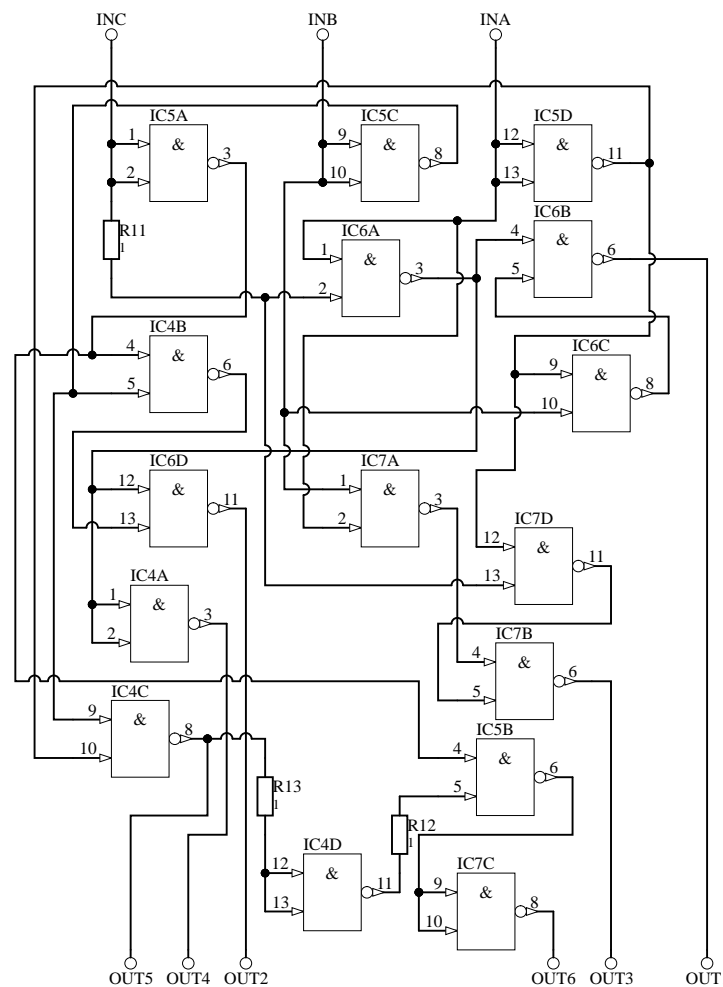 INC INB INA
IC5A IC5C IC5D
1 & 3 9 & 8 12 & 11
2 10 13
R11 IC6A IC6B
1 1 & 3 4 & 6
2 5
IC4B IC6C
4 & 6 9 & 8
5 10
IC6D IC7A
12 & 11 1 & 3
13 2
IC7D
12 & 11
13
IC4A
1 & 3
2
IC7B
4 & 6
5
IC4C
9 & 8
10
IC5B
4 & 6
5
R13 R12
1 1
IC4D
12 & 11
13
IC7C
9 & 8
10
OUT5 OUT4 OUT2 OUT6 OUT3 OUT